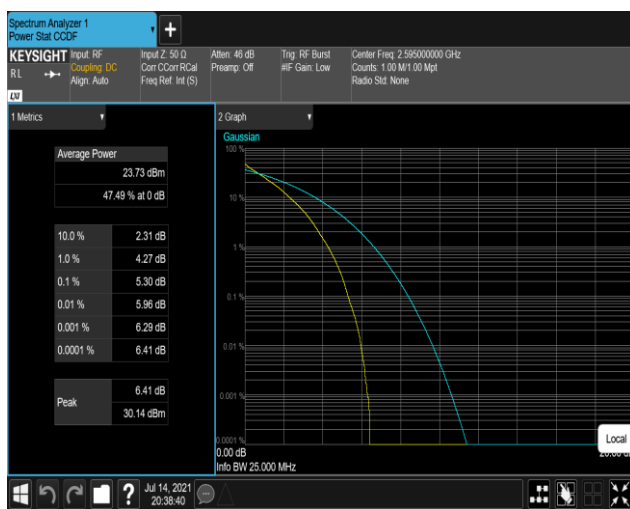 Spectrum Analyzer 1
Power Stat CCDF
KEYSIGHT
RL
LXI
Input: RF
Coupling: DC
Align: Auto
Input Z: 50 Ω
Corr CCorr RCal
Freq Ref: Int (S)
Atten: 46 dB
Preamp: Off
Trig: RF Burst
#IF Gain: Low
Center Freq: 2.595000000 GHz
Counts: 1.00 M/1.00 Mpt
Radio Std: None
1 Metrics
Average Power
23.73 dBm
47.49 % at 0 dB
10.0 % 2.31 dB
1.0 % 4.27 dB
0.1 % 5.30 dB
0.01 % 5.96 dB
0.001 % 6.29 dB
0.0001 % 6.41 dB
Peak
6.41 dB
30.14 dBm
2 Graph
Gaussian
100 %
10 %
1 %
0.1 %
0.01 %
0.001 %
0.0001 %
0.00 dB
Info BW 25.000 MHz
Local
Jul 14, 2021
20:38:40